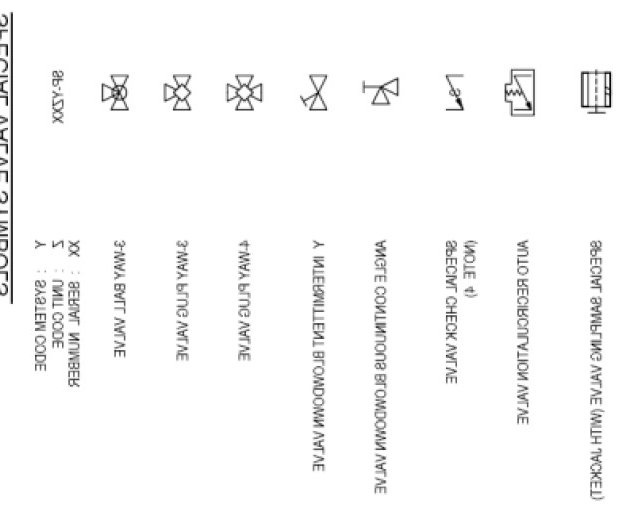 SPECIAL VALVE SYMBOLS
SP-YZXX
Y : SYSTEM CODE
Z : UNIT CODE
XX : SERIAL NUMBER
3-WAY BALL VALVE
3-WAY PLUG VALVE
4-WAY PLUG VALVE
Y INTERMITTENT BLOWDOWN VALVE
ANGLE CONTINUOUS BLOWDOWN VALVE
SPECIAL CHECK VALVE
(NOTE 4)
AUTO RECIRCULATION VALVE
SPECIAL SAMPLING VALVE (WITH JACKET)